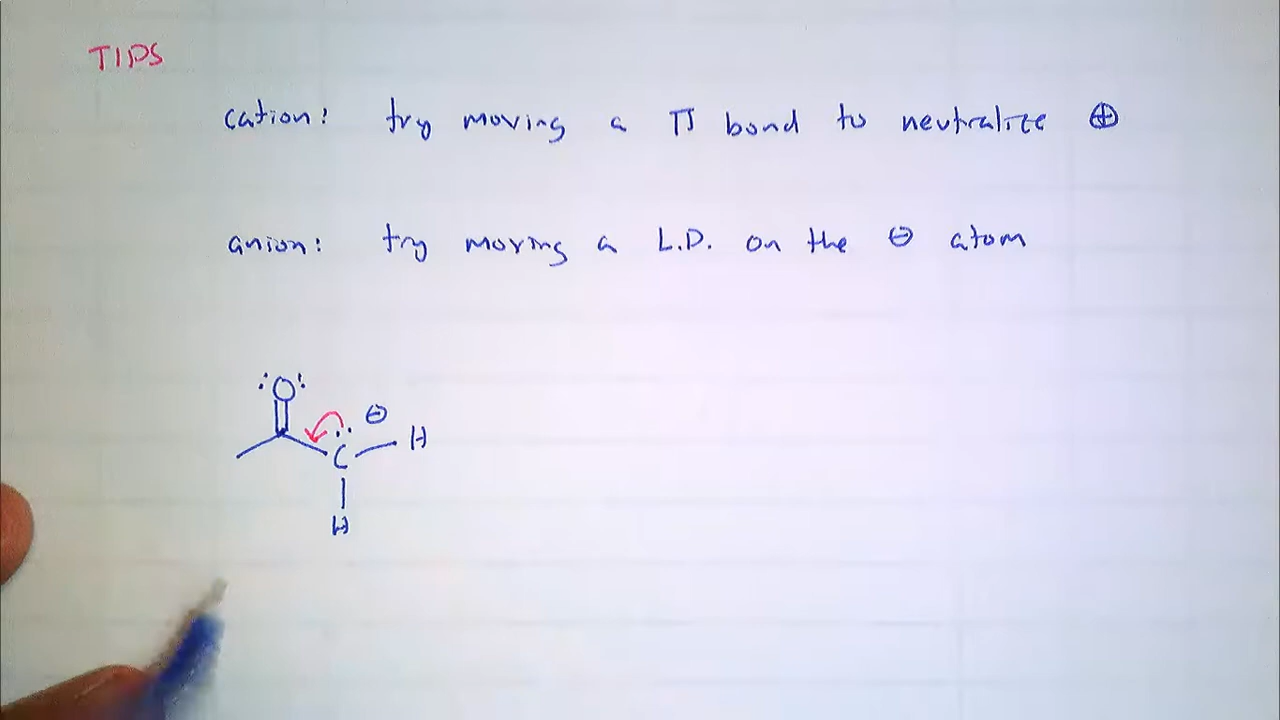 TIPS
cation: try moving a π bond to neutralize ⊕
anion: try moving a L.P. on the ⊖ atom
:O:
⊖
:
C
H
H